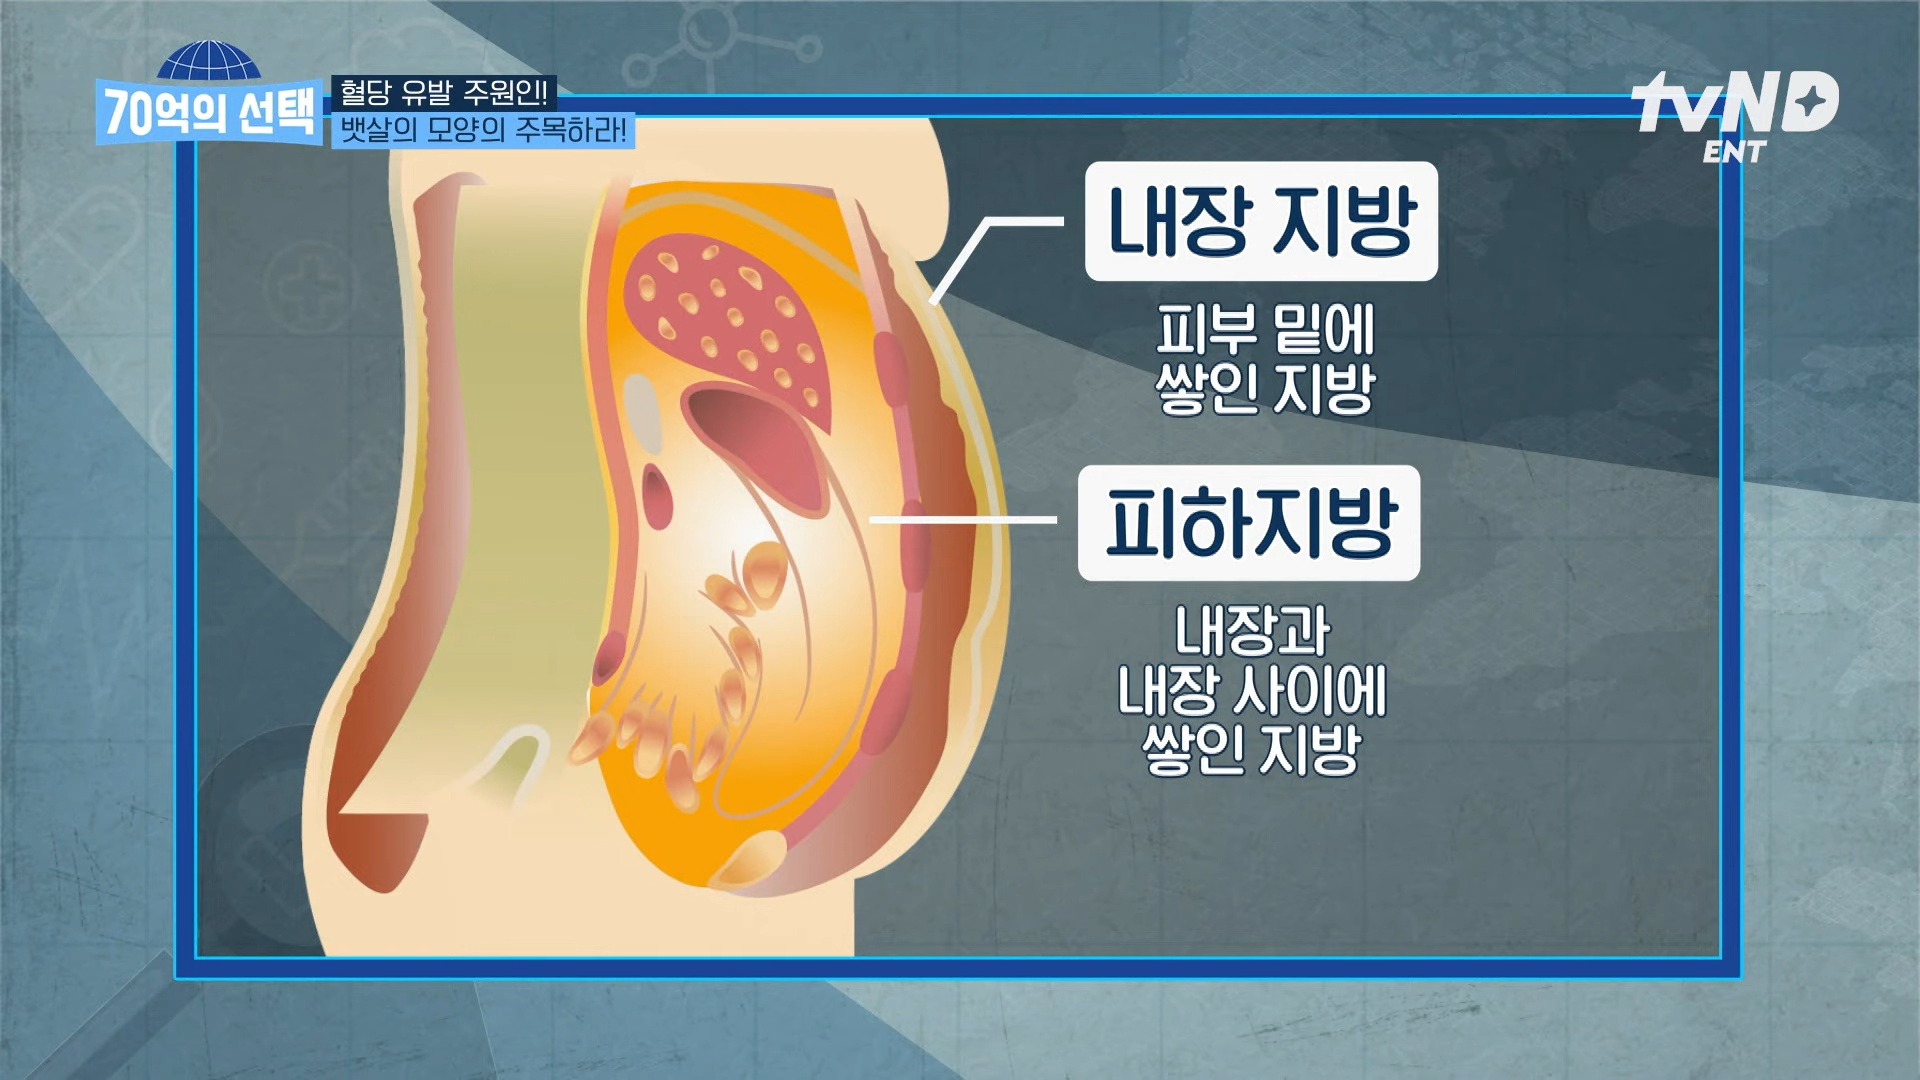 70억의 선택
혈당 유발 주원인!
뱃살의 모양의 주목하라!
tvND
ENT
내장 지방
피부 밑에
쌓인 지방
피하지방
내장과
내장 사이에
쌓인 지방